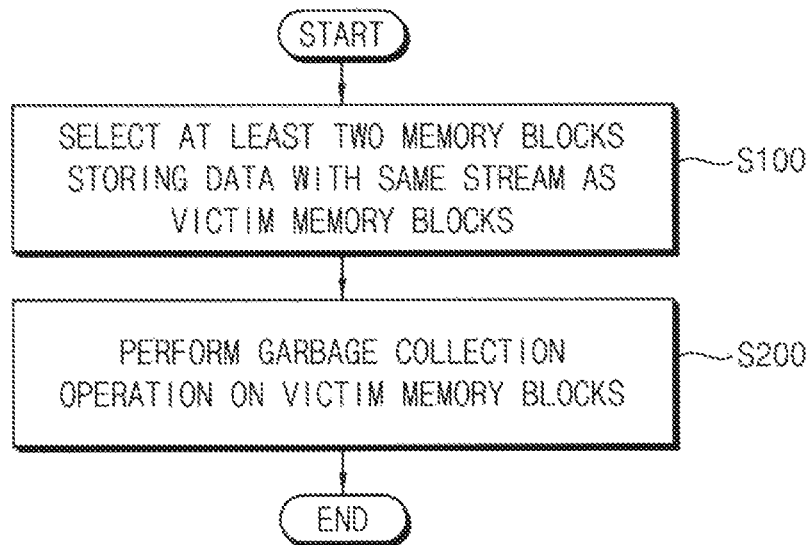 START
SELECT AT LEAST TWO MEMORY BLOCKS
STORING DATA WITH SAME STREAM AS
VICTIM MEMORY BLOCKS
S100
PERFORM GARBAGE COLLECTION
OPERATION ON VICTIM MEMORY BLOCKS
S200
END